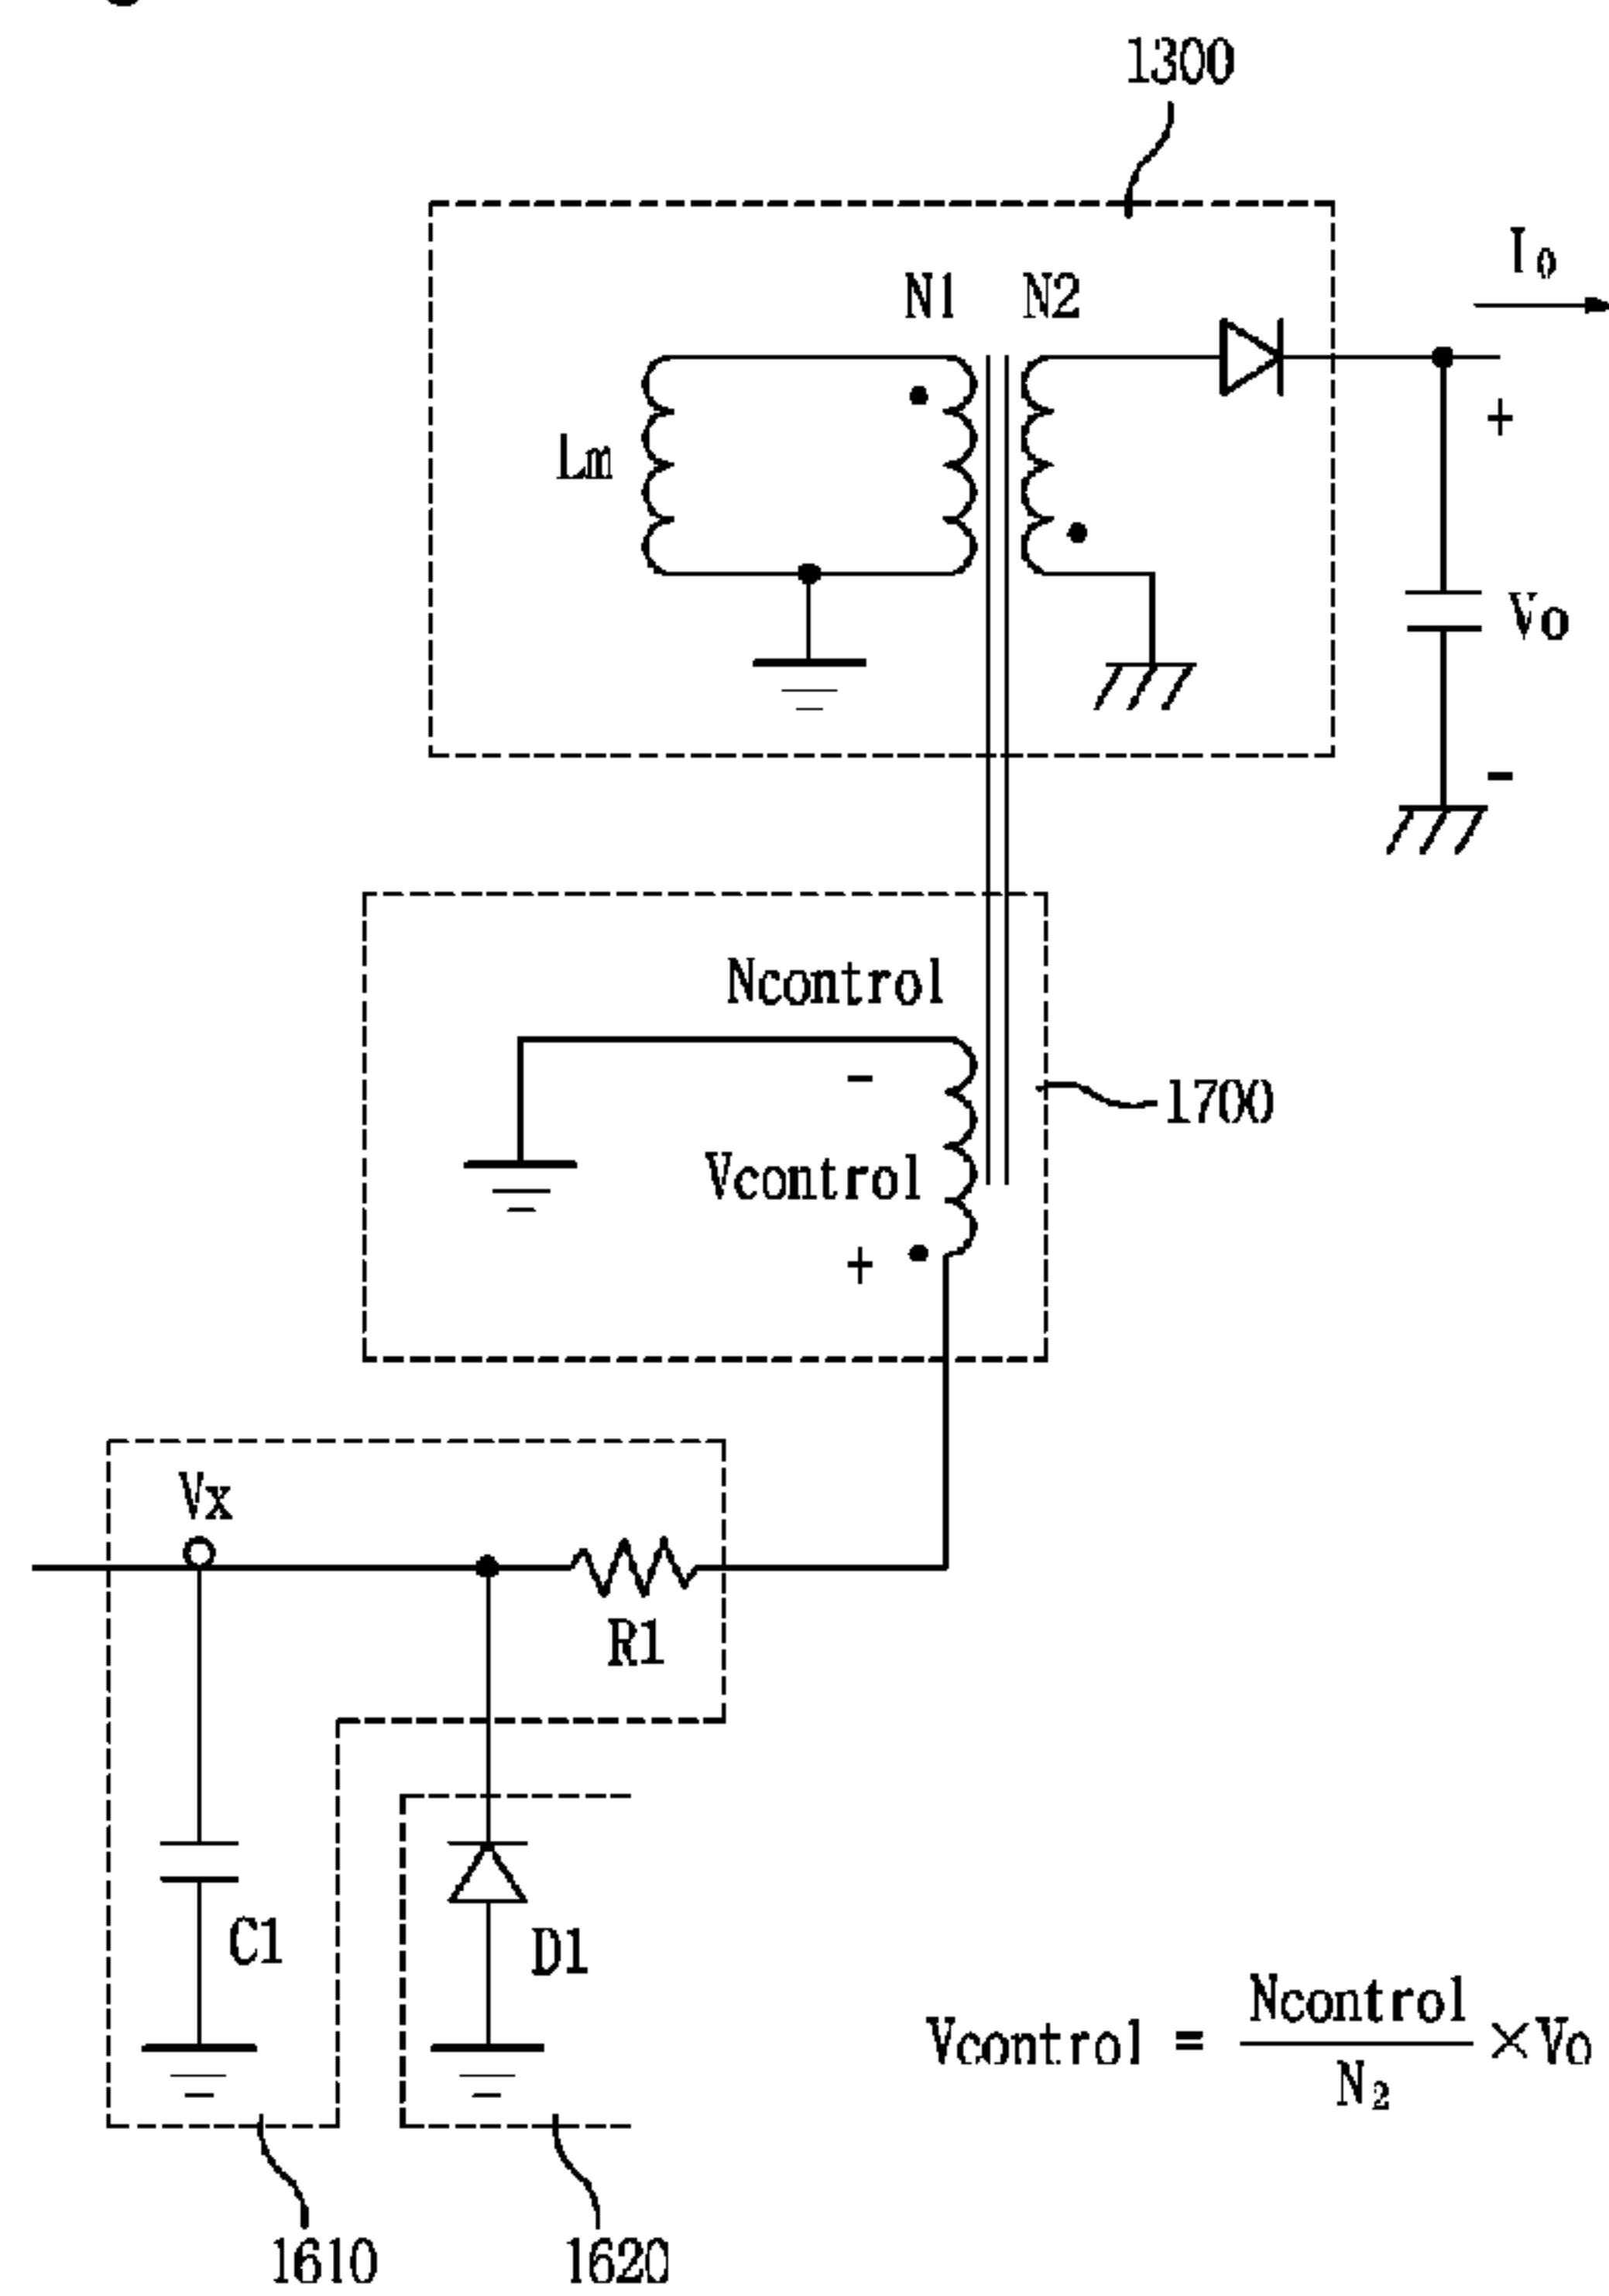 1300
Io
N1 N2
+
Lm
Vo
-
Ncontrol
-
1700
Vcontrol
+
Vx
R1
C1
D1
Vcontrol = Ncontrol / N2 × Vo
1610
1620